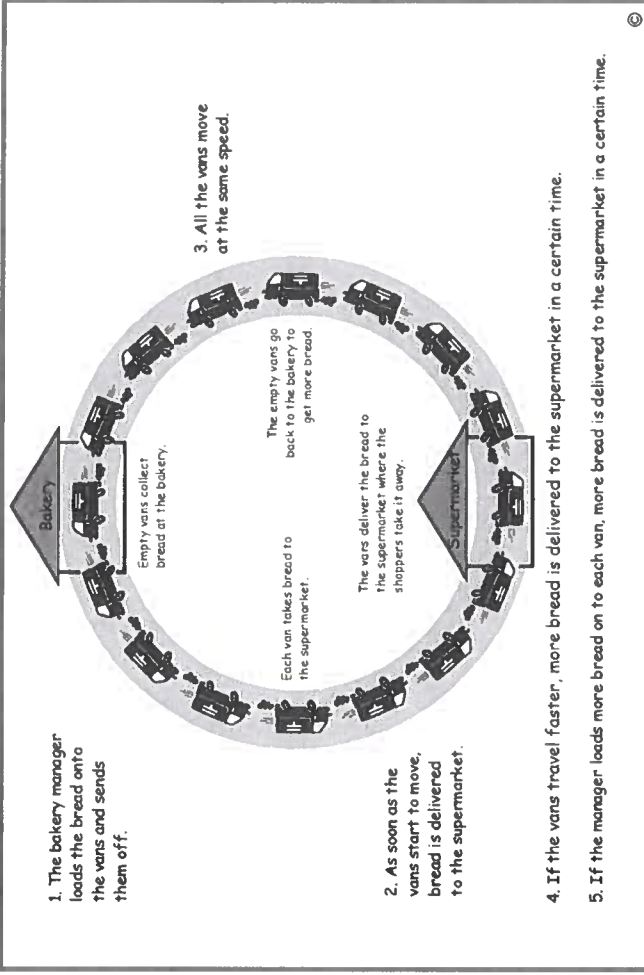 Bakery
1. The bakery manager
loads the bread onto
the vans and sends
them off.
Empty vans collect
bread at the bakery.
3. All the vans move
at the same speed.
Each van takes bread to
the supermarket.
The empty vans go
back to the bakery to
get more bread.
The vans deliver the bread to
the supermarket where the
shoppers take it away.
Supermarket
2. As soon as the
vans start to move,
bread is delivered
to the supermarket.
4. If the vans travel faster, more bread is delivered to the supermarket in a certain time.
5. If the manager loads more bread on to each van, more bread is delivered to the supermarket in a certain time.
©